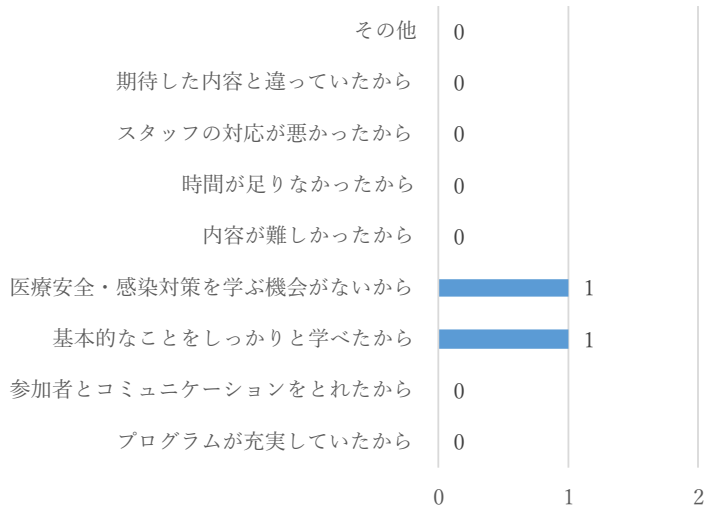 その他 0
期待した内容と違っていたから 0
スタッフの対応が悪かったから 0
時間が足りなかったから 0
内容が難しかったから 0
医療安全・感染対策を学ぶ機会がないから 1
基本的なことをしっかりと学べたから 1
参加者とコミュニケーションをとれたから 0
プログラムが充実していたから 0
0 1 2